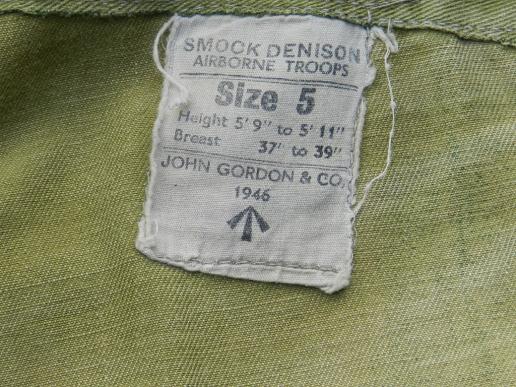 SMOCK DENISON
AIRBORNE TROOPS
Size 5
Height 5' 9" to 5' 11"
Breast 37" to 39"
JOHN GORDON & CO.
1946